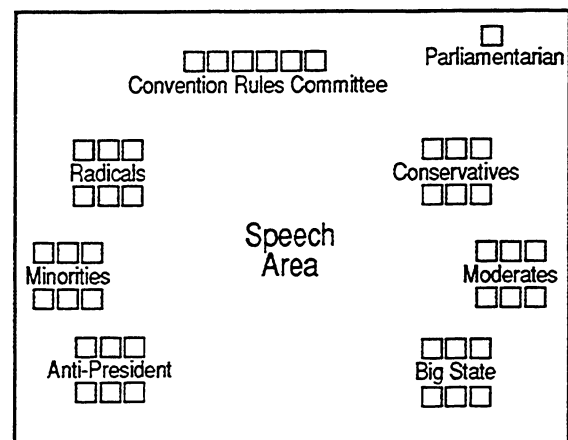 Parliamentarian
Convention Rules Committee
Radicals
Conservatives
Speech
Area
Minorities
Moderates
Anti-President
Big State